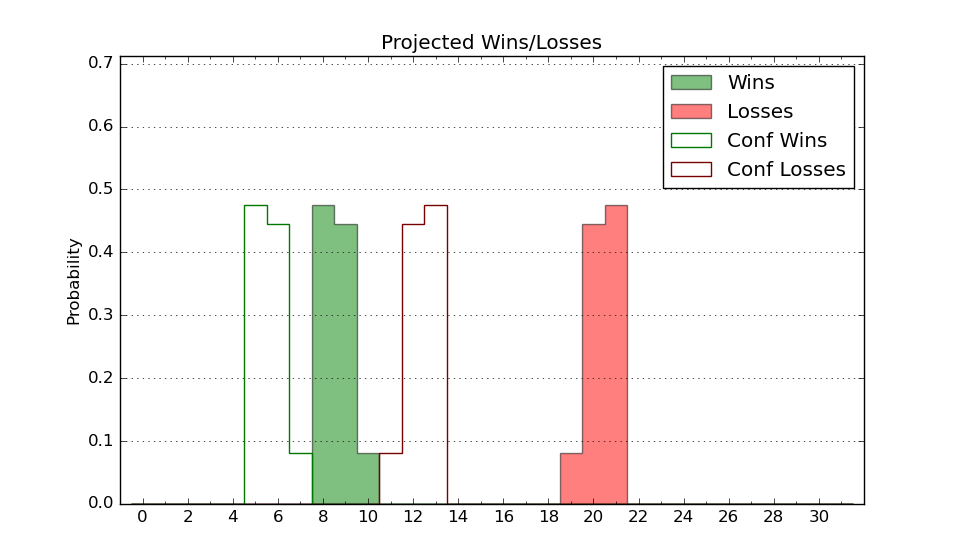 Projected Wins/Losses
0.7
0.6
0.5
0.4
0.3
0.2
0.1
0.0
Probability
Wins
Losses
Conf Wins
Conf Losses
0 2 4 6 8 10 12 14 16 18 20 22 24 26 28 30